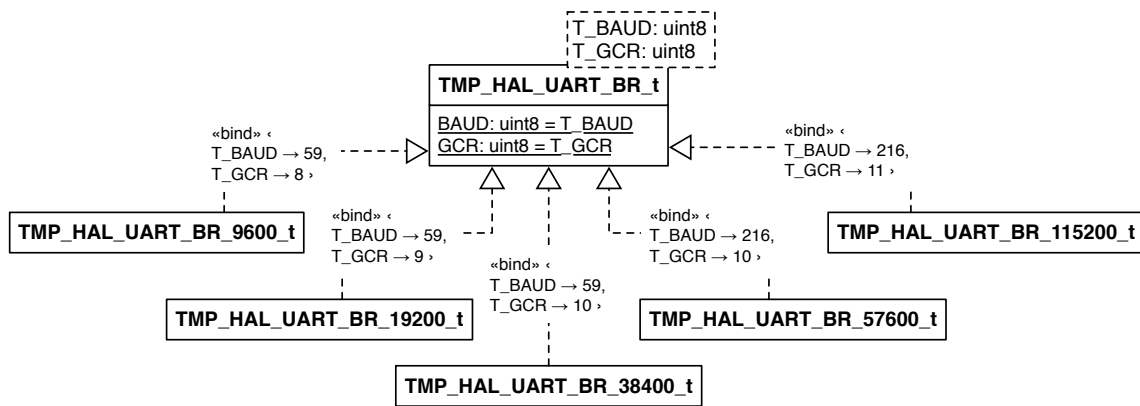 T_BAUD: uint8
T_GCR: uint8
TMP_HAL_UART_BR_t
BAUD: uint8 = T_BAUD
GCR: uint8 = T_GCR
«bind» ‹
T_BAUD → 59,
T_GCR → 8 ›
«bind» ‹
T_BAUD → 216,
T_GCR → 11 ›
TMP_HAL_UART_BR_9600_t
«bind» ‹
T_BAUD → 59,
T_GCR → 9 ›
«bind» ‹
T_BAUD → 59,
T_GCR → 10 ›
«bind» ‹
T_BAUD → 216,
T_GCR → 10 ›
TMP_HAL_UART_BR_115200_t
TMP_HAL_UART_BR_19200_t
TMP_HAL_UART_BR_57600_t
TMP_HAL_UART_BR_38400_t